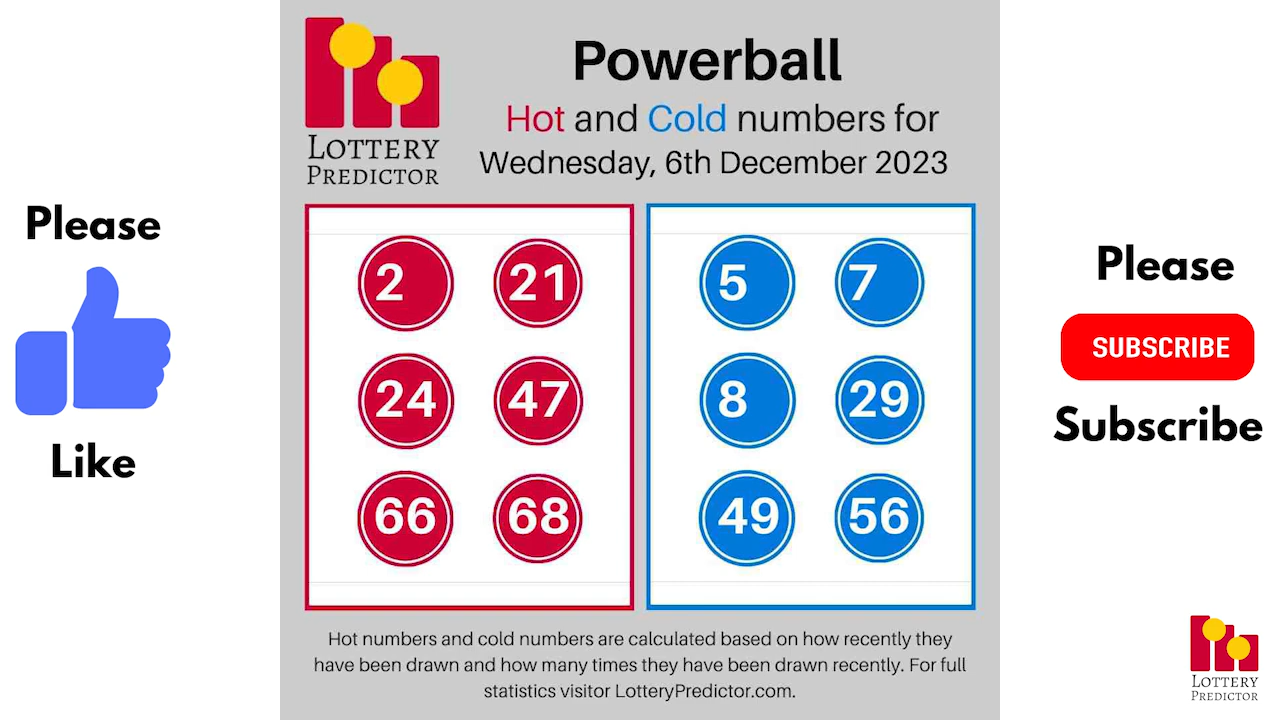 LOTTERY
PREDICTOR
Powerball
Hot and Cold numbers for
Wednesday, 6th December 2023
Please
Like
2 21
24 47
66 68
5 7
8 29
49 56
Please
SUBSCRIBE
Subscribe
Hot numbers and cold numbers are calculated based on how recently they
have been drawn and how many times they have been drawn recently. For full
statistics visitor LotteryPredictor.com.
LOTTERY
PREDICTOR